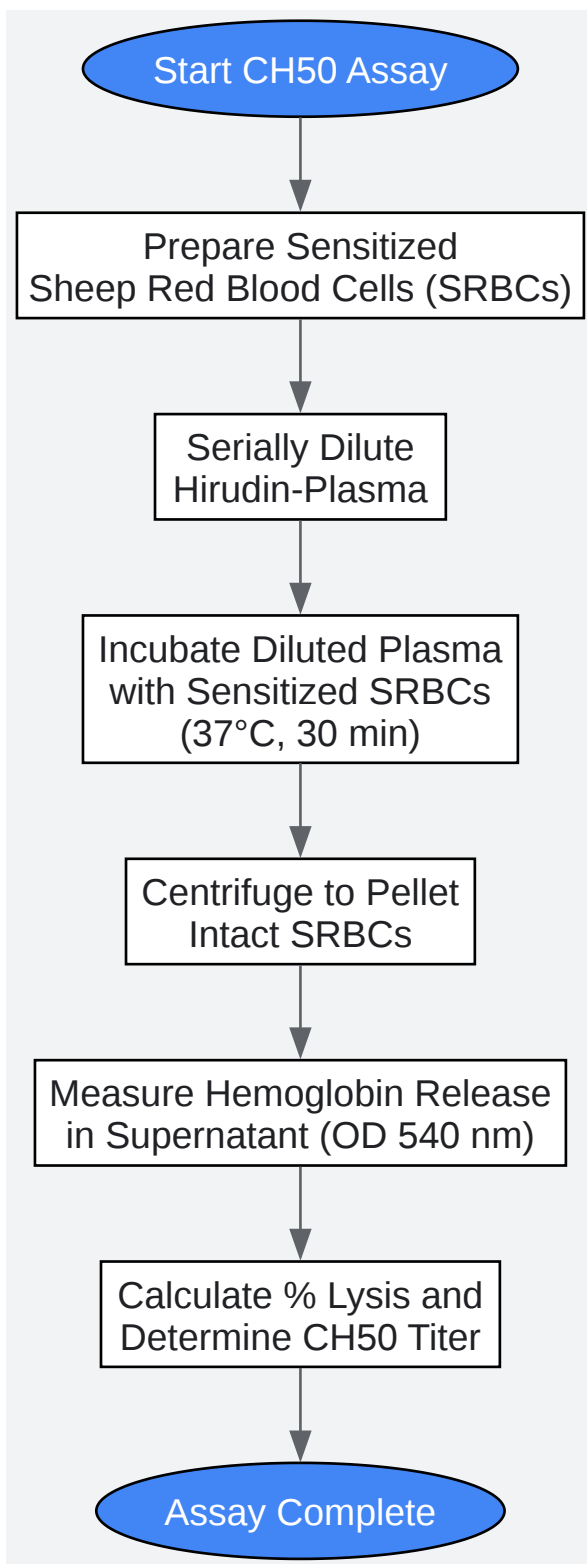 Start CH50 Assay
Prepare Sensitized
Sheep Red Blood Cells (SRBCs)
Serially Dilute
Hirudin-Plasma
Incubate Diluted Plasma
with Sensitized SRBCs
(37°C, 30 min)
Centrifuge to Pellet
Intact SRBCs
Measure Hemoglobin Release
in Supernatant (OD 540 nm)
Calculate % Lysis and
Determine CH50 Titer
Assay Complete